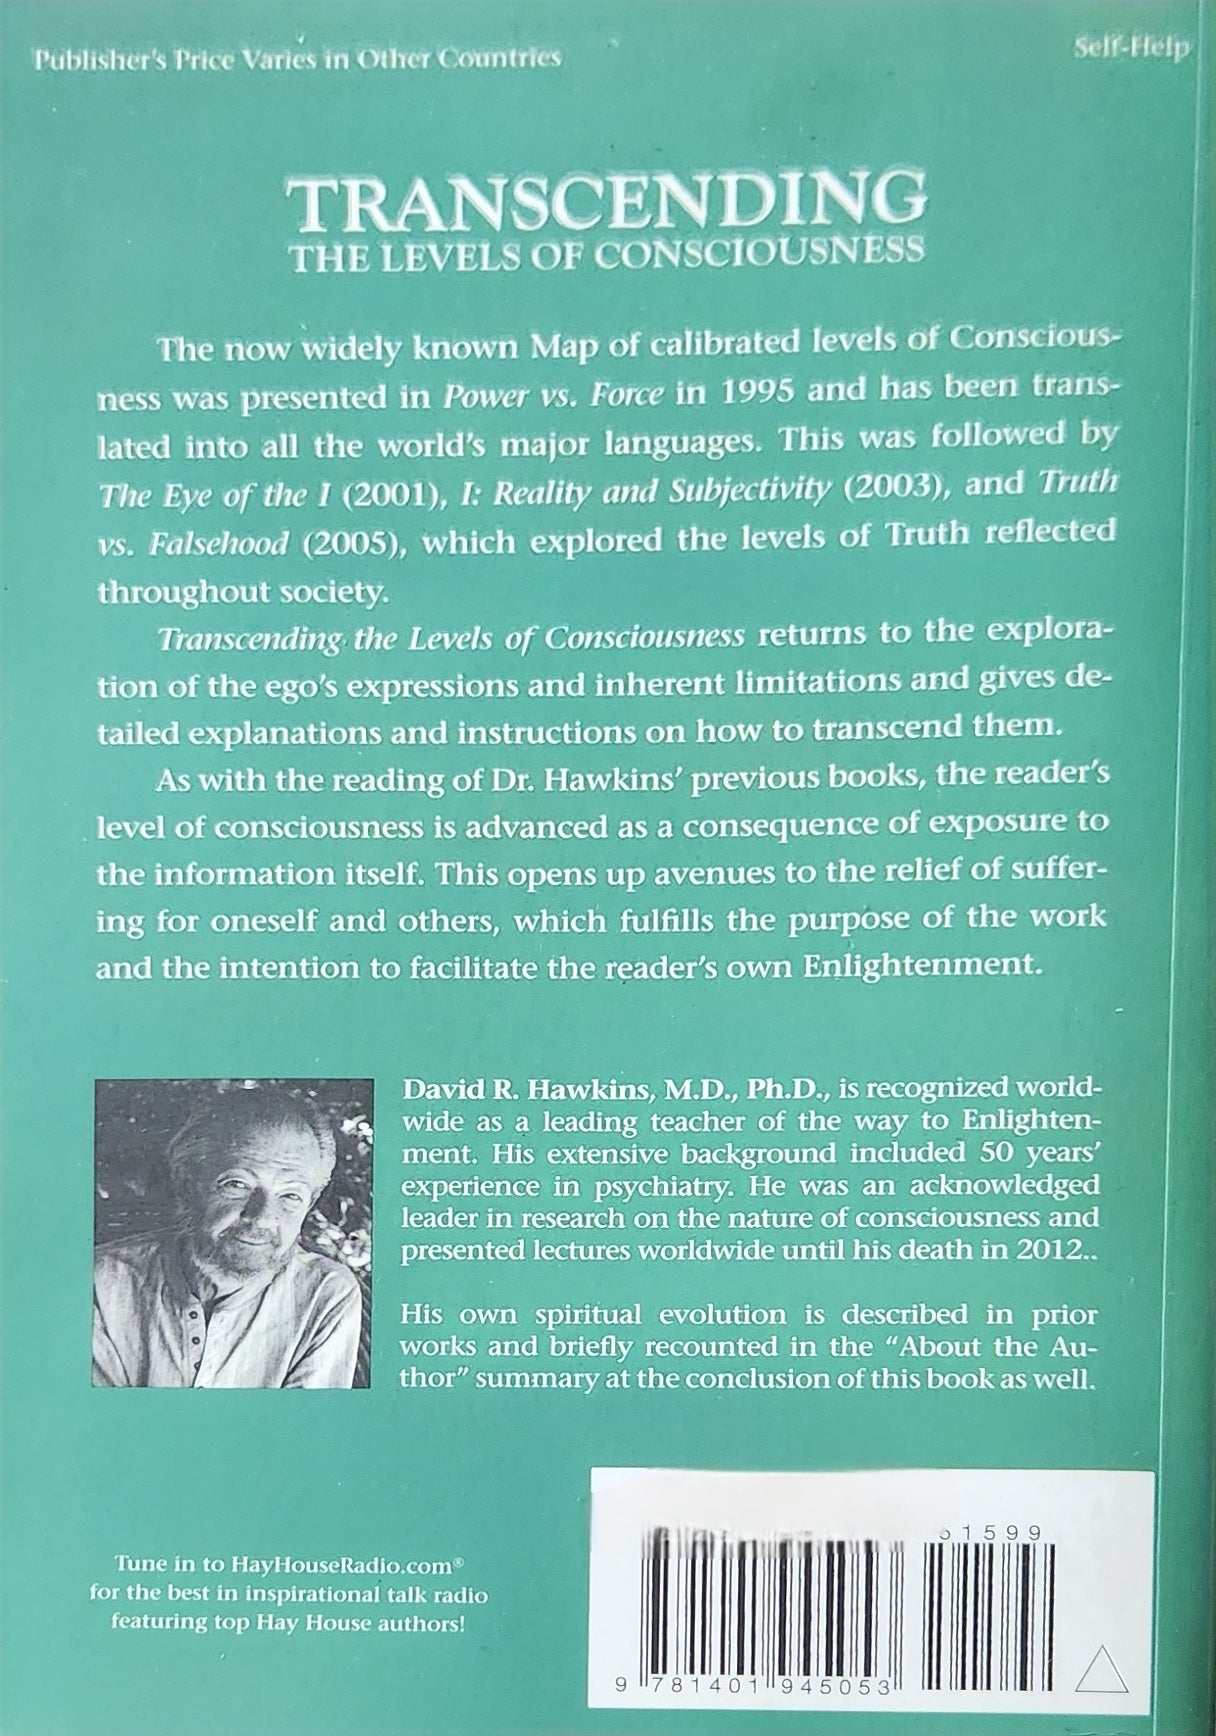 Publisher's Price Varies in Other Countries
Self-Help
TRANSCENDING
THE LEVELS OF CONSCIOUSNESS
The now widely known Map of calibrated levels of Conscious-
ness was presented in Power vs. Force in 1995 and has been trans-
lated into all the world's major languages. This was followed by
The Eye of the I (2001), I: Reality and Subjectivity (2003), and Truth
vs. Falsehood (2005), which explored the levels of Truth reflected
throughout society.
Transcending the Levels of Consciousness returns to the explora-
tion of the ego's expressions and inherent limitations and gives de-
tailed explanations and instructions on how to transcend them.
As with the reading of Dr. Hawkins' previous books, the reader's
level of consciousness is advanced as a consequence of exposure to
the information itself. This opens up avenues to the relief of suffer-
ing for oneself and others, which fulfills the purpose of the work
and the intention to facilitate the reader's own Enlightenment.
David R. Hawkins, M.D., Ph.D., is recognized world-
wide as a leading teacher of the way to Enlighten-
ment. His extensive background included 50 years'
experience in psychiatry. He was an acknowledged
leader in research on the nature of consciousness and
presented lectures worldwide until his death in 2012..
His own spiritual evolution is described in prior
works and briefly recounted in the "About the Au-
thor" summary at the conclusion of this book as well.
Tune in to HayHouseRadio.com®
for the best in inspirational talk radio
featuring top Hay House authors!
51599
9 781401 945053